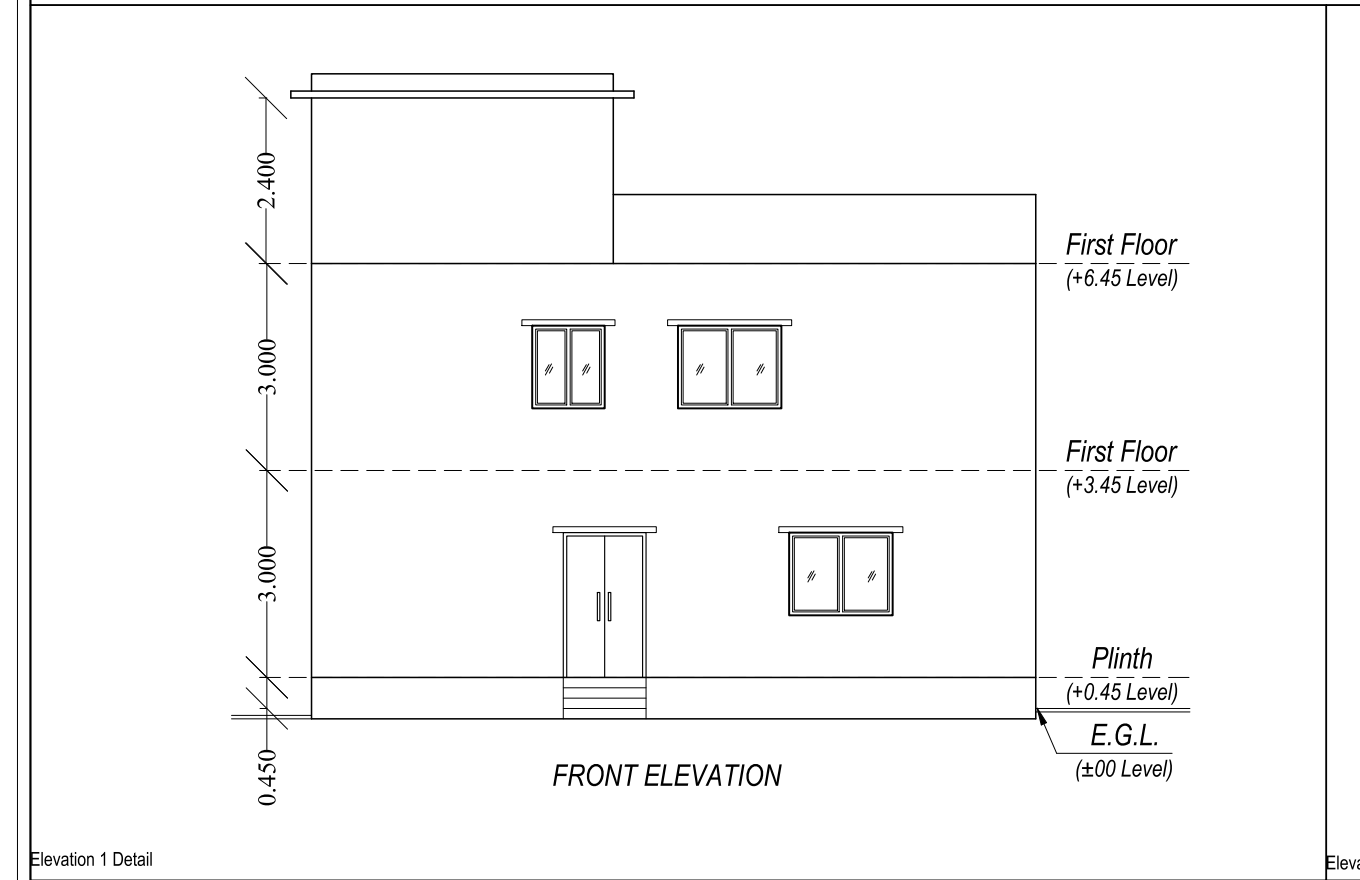 2.400
First Floor
(+6.45 Level)
3.000
First Floor
(+3.45 Level)
3.000
Plinth
(+0.45 Level)
E.G.L.
(±00 Level)
0.450
FRONT ELEVATION
Elevation 1 Detail